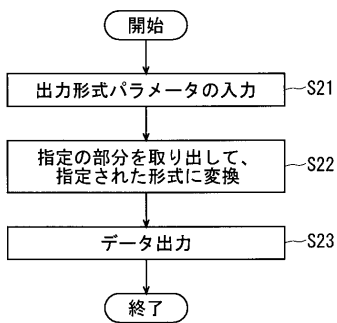 開始
出力形式パラメータの入力
S21
指定の部分を取り出して、
指定された形式に変換
S22
データ出力
S23
終了